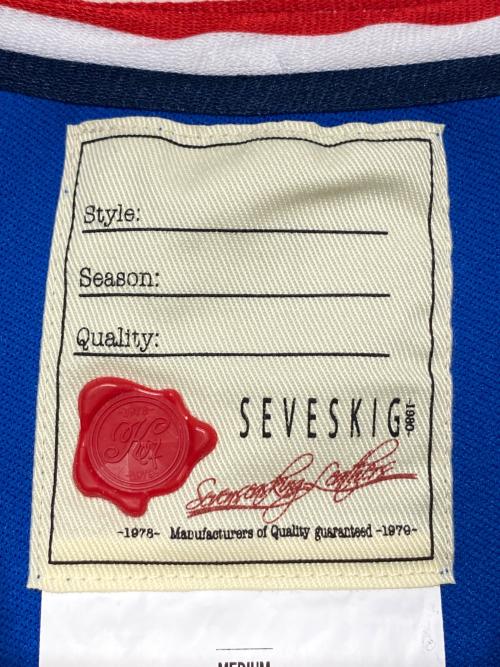 Style:
Season:
Quality:
SEVESKIG
-1980-
-1978- Manufacturers of Quality guaranteed -1979-
MEDIUM